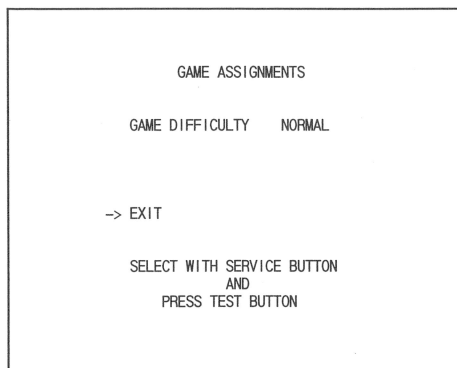 GAME ASSIGNMENTS
GAME DIFFICULTY NORMAL
-> EXIT
SELECT WITH SERVICE BUTTON
AND
PRESS TEST BUTTON